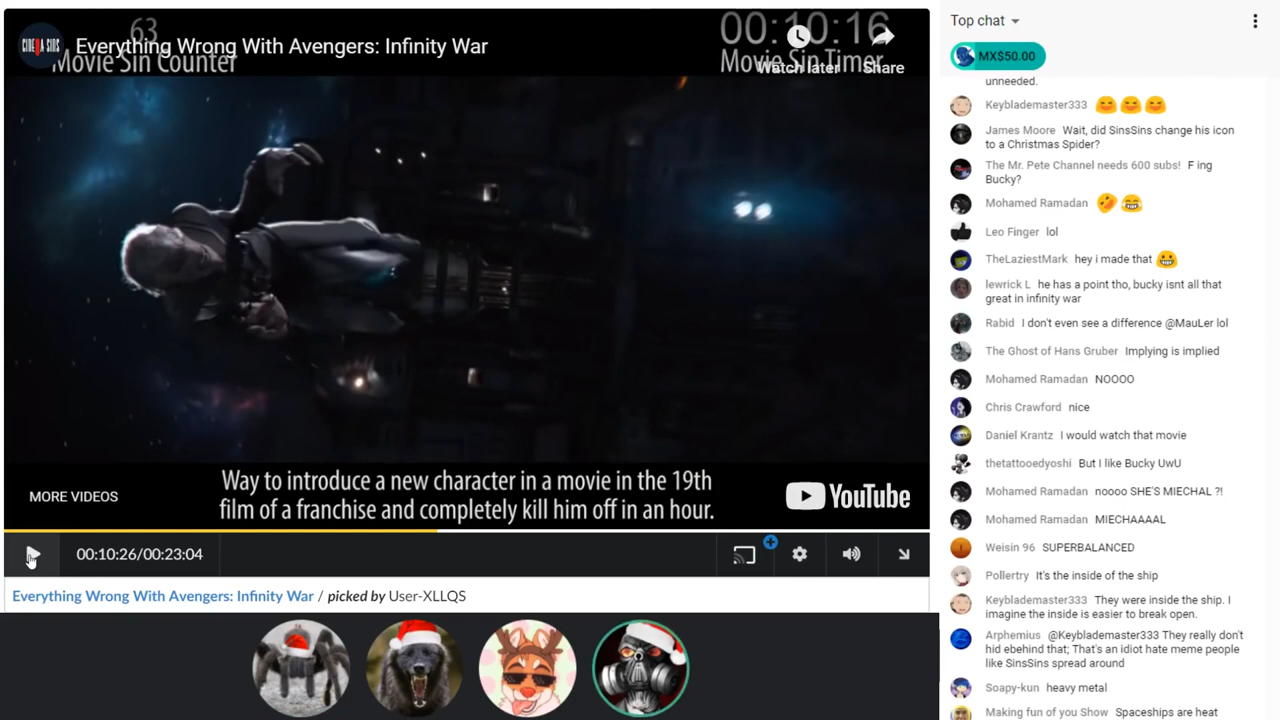 63
00:10:16
CINEMA SINS
Everything Wrong With Avengers: Infinity War
Movie Sin Counter
Movie Sin Timer
Watch later
Share
Way to introduce a new character in a movie in the 19th
film of a franchise and completely kill him off in an hour.
MORE VIDEOS
YouTube
00:10:26/00:23:04
Everything Wrong With Avengers: Infinity War / picked by User-XLLQS
Top chat
MX$50.00
unneeded.
Keyblademaster333 😊😊😊
James Moore Wait, did SinsSins change his icon
to a Christmas Spider?
The Mr. Pete Channel needs 600 subs! F ing
Bucky?
Mohamed Ramadan 🤣😂
Leo Finger lol
TheLaziestMark hey i made that 😁
lewrick L he has a point tho, bucky isnt all that
great in infinity war
Rabid I don't even see a difference @MauLer lol
The Ghost of Hans Gruber Implying is implied
Mohamed Ramadan NOOOO
Chris Crawford nice
Daniel Krantz I would watch that movie
thetattooedyoshi But I like Bucky UwU
Mohamed Ramadan noooo SHE'S MIECHAL ?!
Mohamed Ramadan MIECHAAAAL
Weisin 96 SUPERBALANCED
Pollertry It's the inside of the ship
Keyblademaster333 They were inside the ship. I
imagine the inside is easier to break open.
Arphemius @Keyblademaster333 They really don't
hid ebehind that; That's an idiot hate meme people
like SinsSins spread around
Soapy-kun heavy metal
Making fun of you Show Spaceships are heat